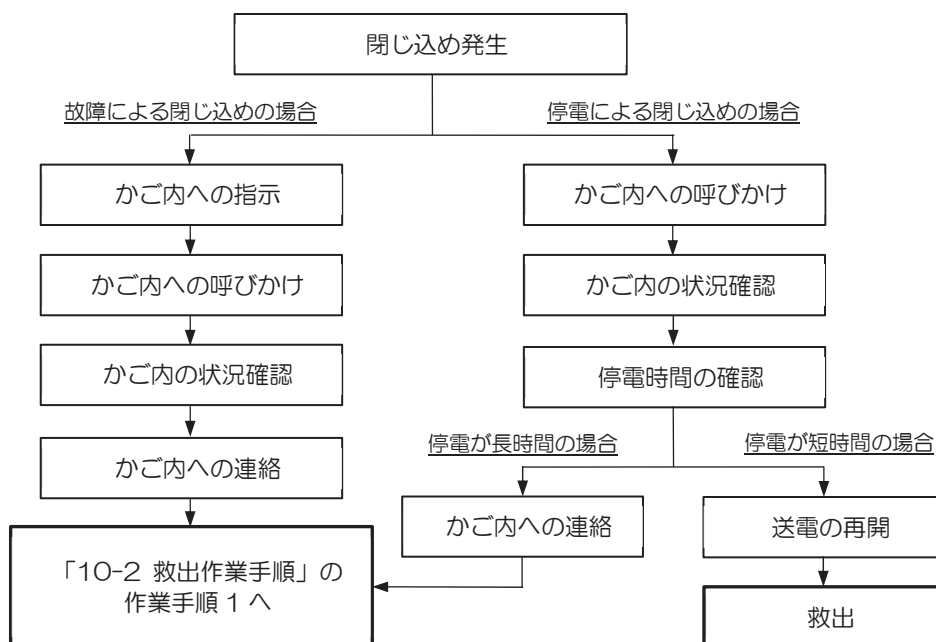 閉じ込め発生
故障による閉じ込めの場合
停電による閉じ込めの場合
かご内への指示
かご内への呼びかけ
かご内への呼びかけ
かご内の状況確認
かご内の状況確認
停電時間の確認
かご内への連絡
停電が長時間の場合
停電が短時間の場合
かご内への連絡
送電の再開
「10-2 救出作業手順」の
作業手順 1 へ
救出